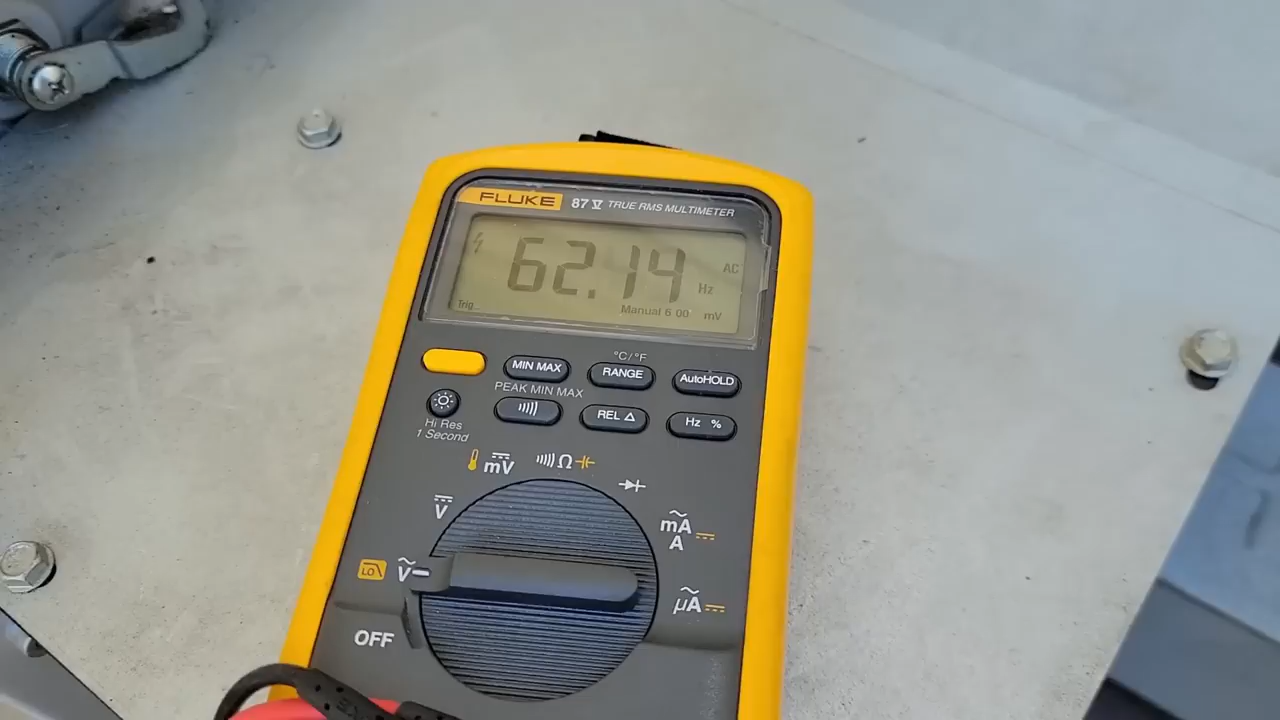 FLUKE 87 V TRUE RMS MULTIMETER
62.14
AC
Hz
Trig
Manual 6 00 mV
°C/°F
MIN MAX
RANGE
AutoHOLD
PEAK MIN MAX
REL Δ
Hz %
Hi Res
1 Second
mV
Ω
V
mA
A
LO
V
µA
OFF